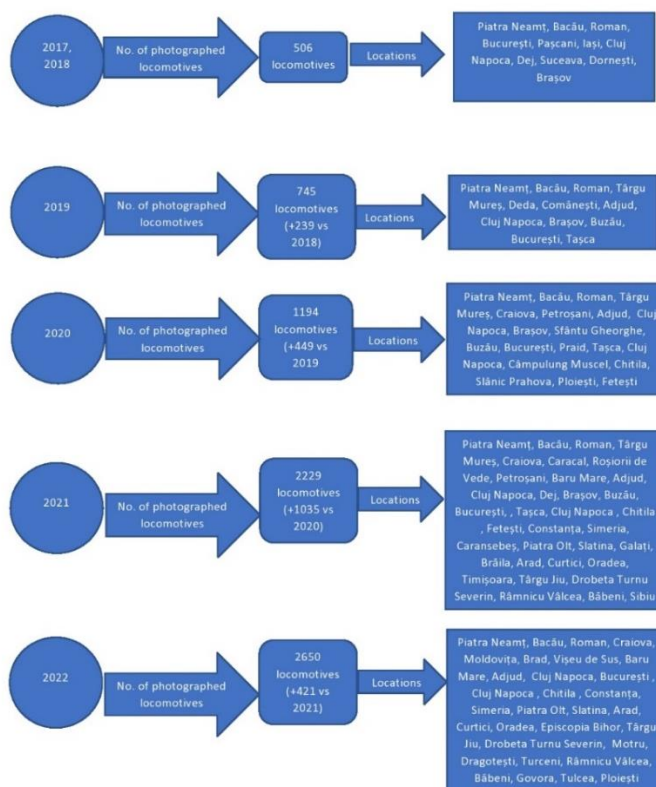 2017,
2018
No. of photographed
locomotives
506
locomotives
Locations
Piatra Neamț, Bacău, Roman,
București, Pașcani, Iași, Cluj
Napoca, Dej, Suceava, Dornești,
Brașov
2019
No. of photographed
locomotives
745
locomotives
(+239 vs
2018)
Locations
Piatra Neamț, Bacău, Roman, Târgu
Mureș, Deda, Comănești, Adjud,
Cluj Napoca, Brașov, Buzău,
București, Tașca
2020
No. of photographed
locomotives
1194
locomotives
(+449 vs
2019
Locations
Piatra Neamț, Bacău, Roman, Târgu
Mureș, Craiova, Petroșani, Adjud, Cluj
Napoca, Brașov, Sfântu Gheorghe,
Buzău, București, Praid, Tașca, Cluj
Napoca, Câmpulung Muscel, Chitila,
Slănic Prahova, Ploiești, Fetești
2021
No. of photographed
locomotives
2229
locomotives
(+1035 vs
2020)
Locations
Piatra Neamț, Bacău, Roman, Târgu
Mureș, Craiova, Caracal, Roșiorii de
Vede, Petroșani, Baru Mare, Adjud,
Cluj Napoca, Dej, Brașov, Buzău,
București, , Tașca, Cluj Napoca , Chitila
, Fetești, Constanța, Simeria,
Caransebeș, Piatra Olt, Slatina, Galați,
Brăila, Arad, Curtici, Oradea,
Timișoara, Târgu Jiu, Drobeta Turnu
Severin, Râmnicu Vâlcea, Băbeni, Sibiu
2022
No. of photographed
locomotives
2650
locomotives
(+421 vs
2021)
Locations
Piatra Neamț, Bacău, Roman, Craiova,
Moldovița, Brad, Vișeu de Sus, Baru
Mare, Adjud, Cluj Napoca, București ,
Cluj Napoca , Chitila , Constanța,
Simeria, Piatra Olt, Slatina, Arad,
Curtici, Oradea, Episcopia Bihor, Târgu
Jiu, Drobeta Turnu Severin, Motru,
Dragotești, Turceni, Râmnicu Vâlcea,
Băbeni, Govora, Tulcea, Ploiești